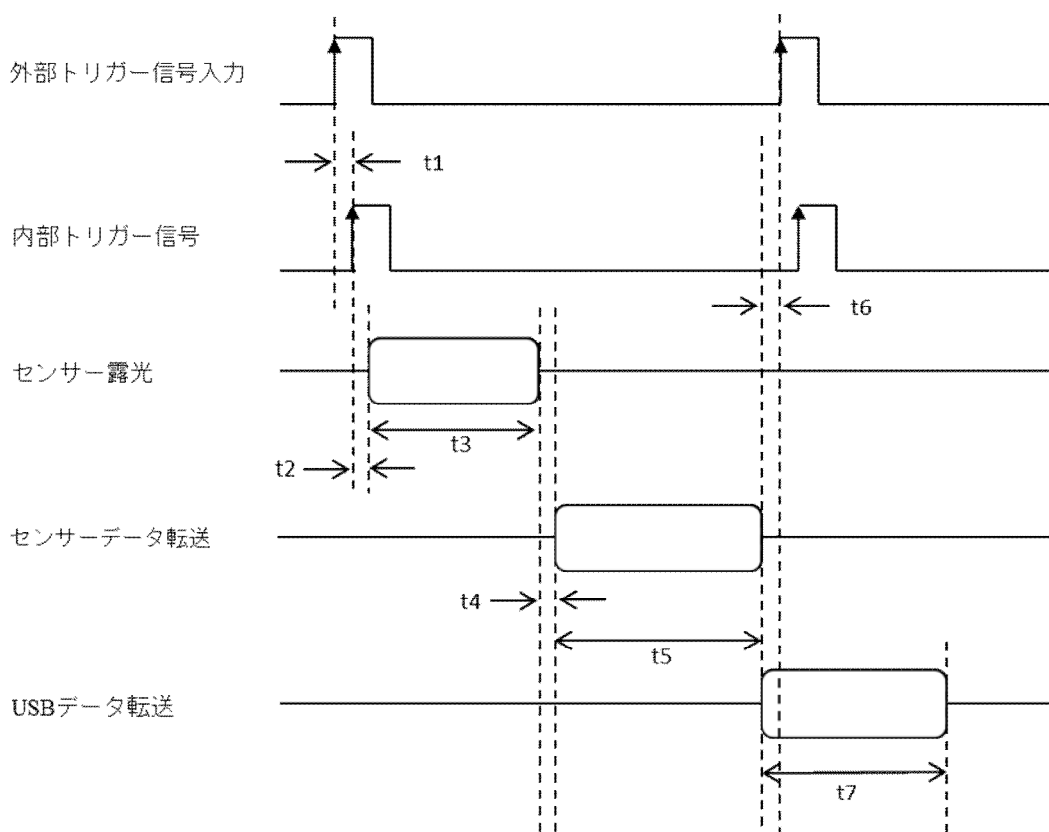 外部トリガー信号入力
t1
内部トリガー信号
t6
センサー露光
t3
t2
センサーデータ転送
t4
t5
USBデータ転送
t7